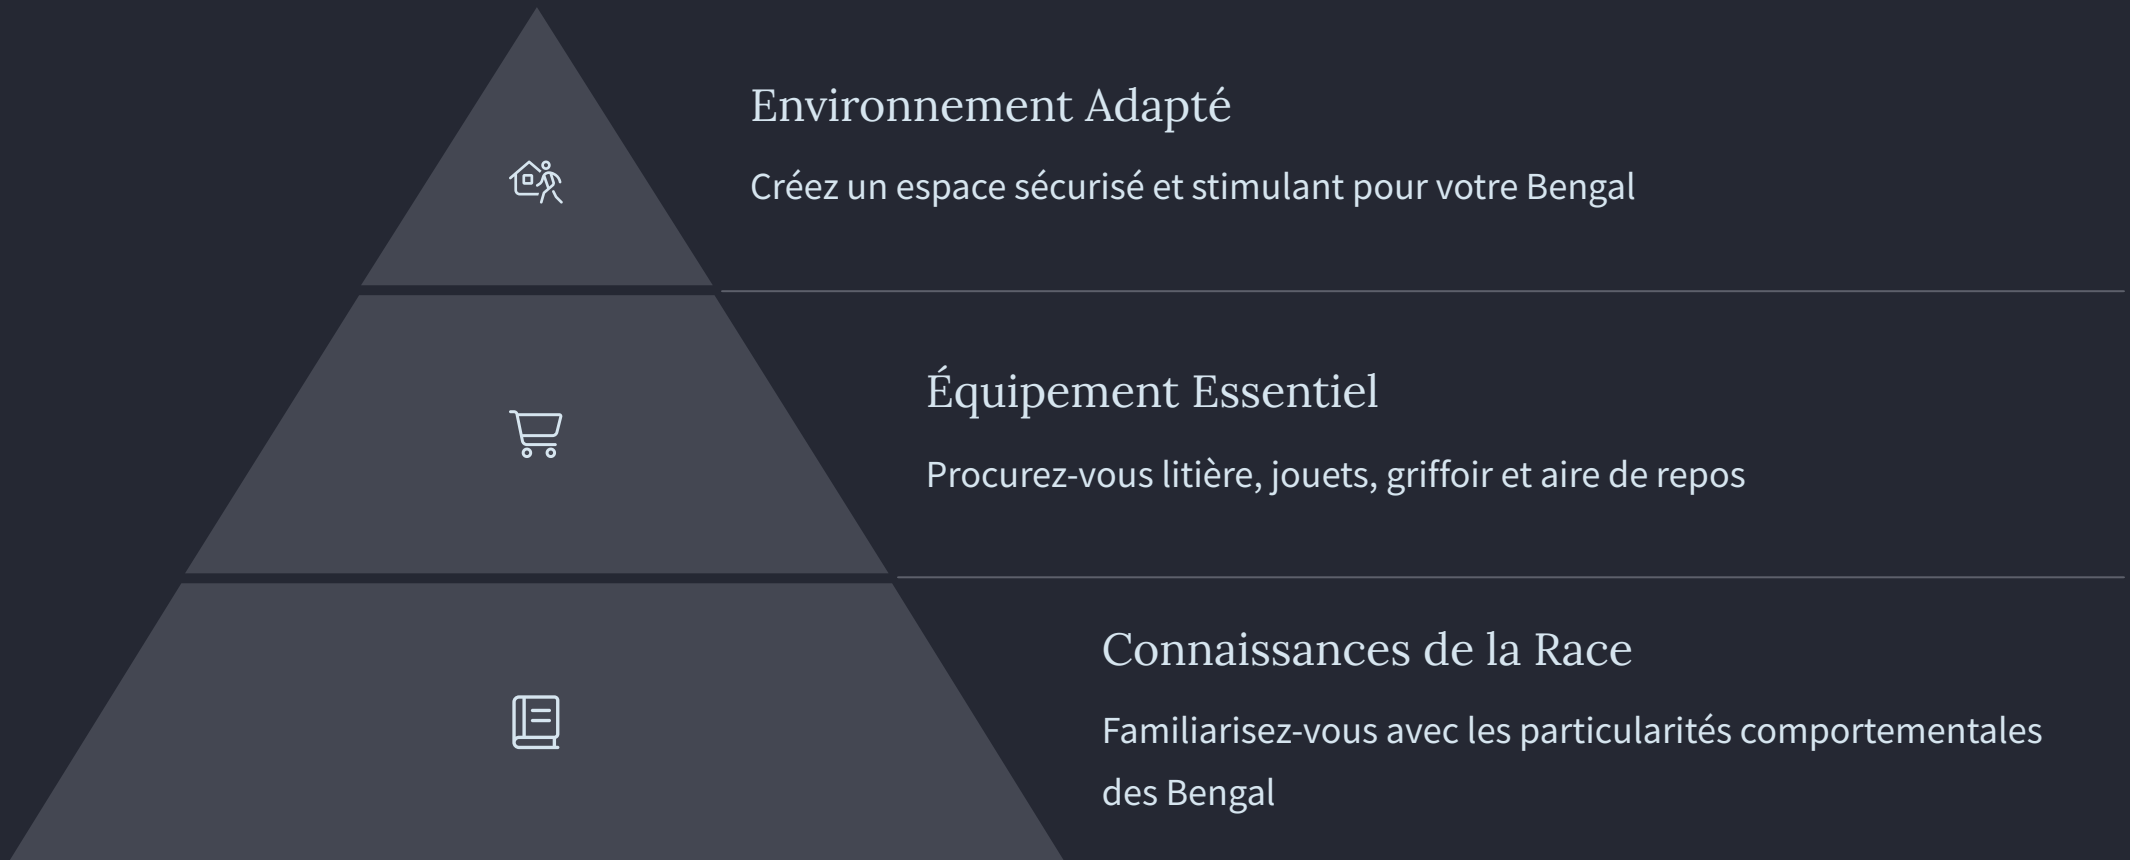 Environnement Adapté
Créez un espace sécurisé et stimulant pour votre Bengal
Équipement Essentiel
Procurez-vous litière, jouets, griffoir et aire de repos
Connaissances de la Race
Familiarisez-vous avec les particularités comportementales
des Bengal